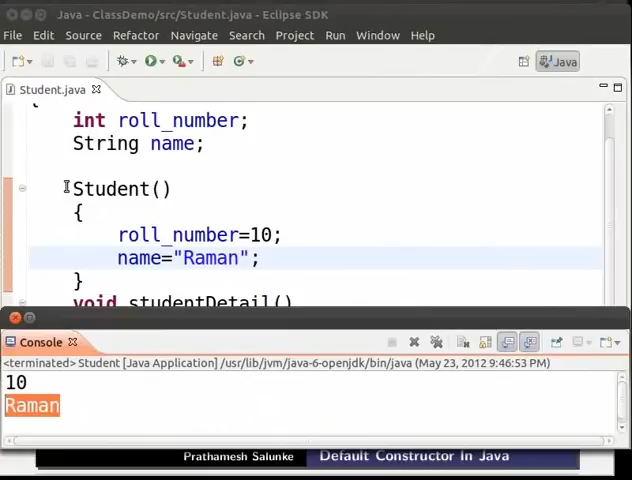 Java - ClassDemo/src/Student.java - Eclipse SDK
File Edit Source Refactor Navigate Search Project Run Window Help
Java
Student.java
{
int roll_number;
String name;
Student()
{
roll_number=10;
name="Raman";
}
void studentDetail()
Console
<terminated> Student [Java Application] /usr/lib/jvm/java-6-openjdk/bin/java (May 23, 2012 9:46:53 PM)
10
Raman
Prathamesh Salunke Default Constructor In Java